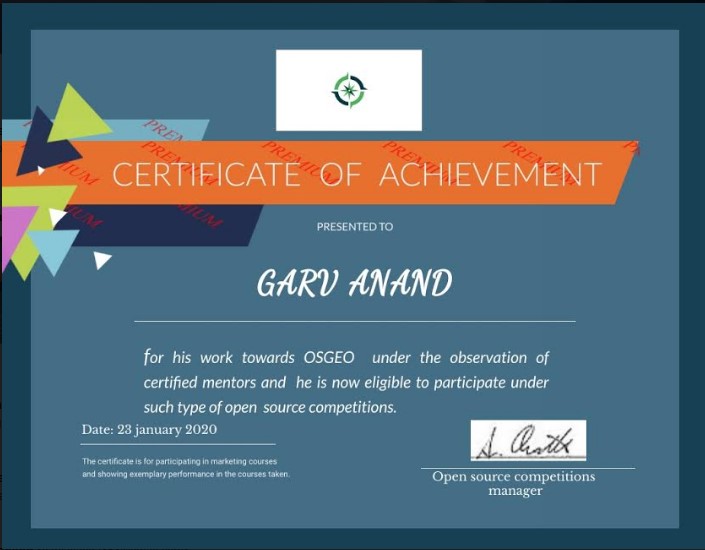 PREMIUM PREMIUM PREMIUM PREMIUM PREMIUM
CERTIFICATE OF ACHIEVEMENT
PREMIUM PREMIUM
PRESENTED TO
GARV ANAND
for his work towards OSGEO under the observation of
certified mentors and he is now eligible to participate under
such type of open source competitions.
Date: 23 january 2020
The certificate is for participating in marketing courses
and showing exemplary performance in the courses taken.
Open source competitions
manager